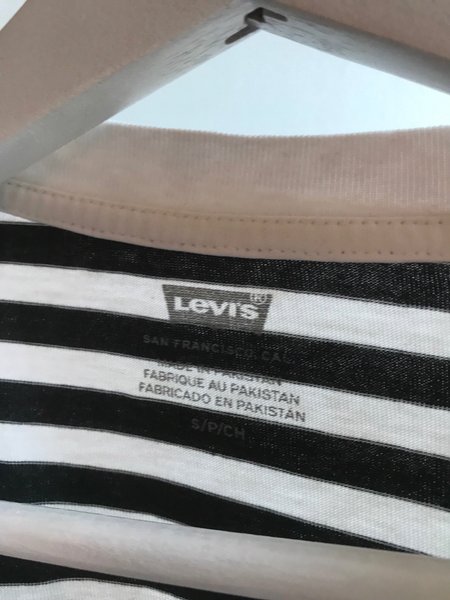 LEVI'S
SAN FRANCISCO, CAL
MADE IN PAKISTAN
FABRIQUE AU PAKISTAN
FABRICADO EN PAKISTÁN
S/P/CH